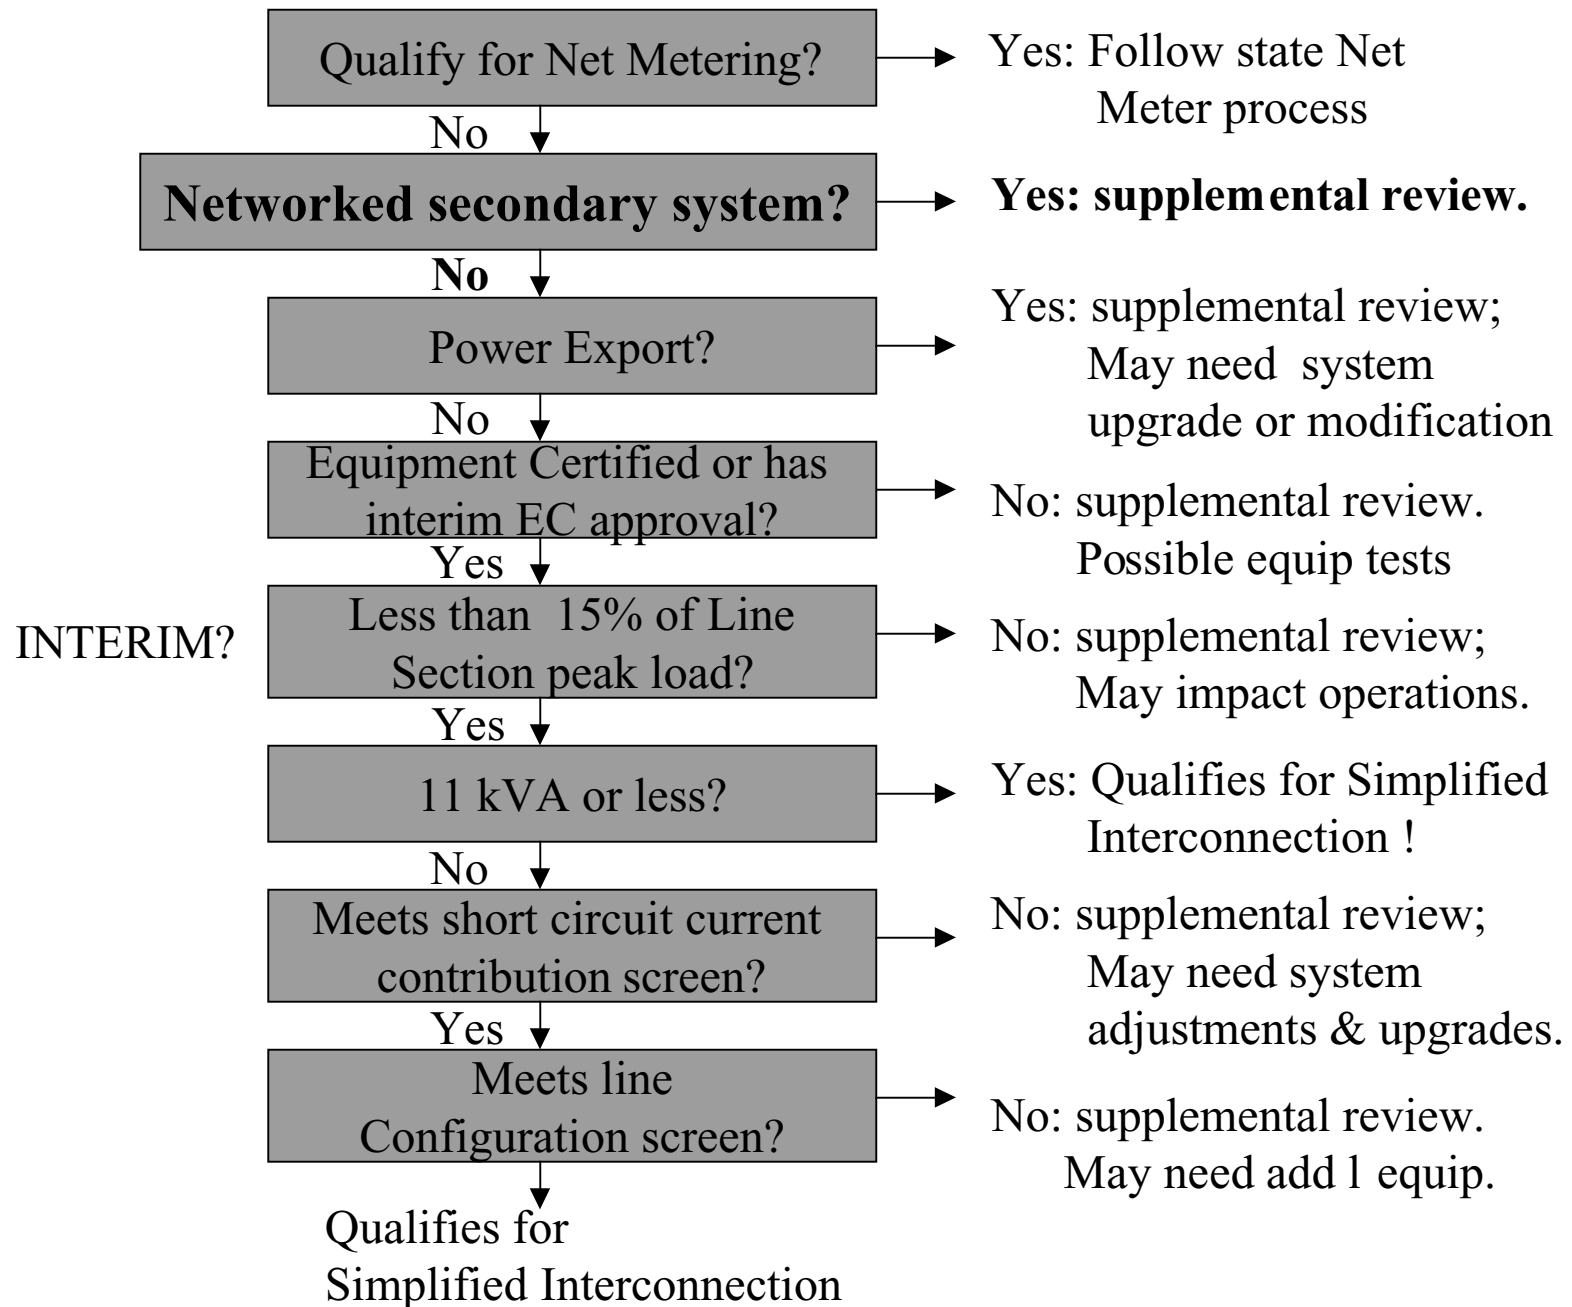 Qualify for Net Metering?
Yes: Follow state Net
Meter process
No
Networked secondary system?
Yes: supplemental review.
No
Power Export?
Yes: supplemental review;
May need system
upgrade or modification
No
Equipment Certified or has
interim EC approval?
No: supplemental review.
Possible equip tests
Yes
INTERIM?
Less than 15% of Line
Section peak load?
No: supplemental review;
May impact operations.
Yes
11 kVA or less?
Yes: Qualifies for Simplified
Interconnection !
No
Meets short circuit current
contribution screen?
No: supplemental review;
May need system
adjustments & upgrades.
Yes
Meets line
Configuration screen?
No: supplemental review.
May need add l equip.
Qualifies for
Simplified Interconnection